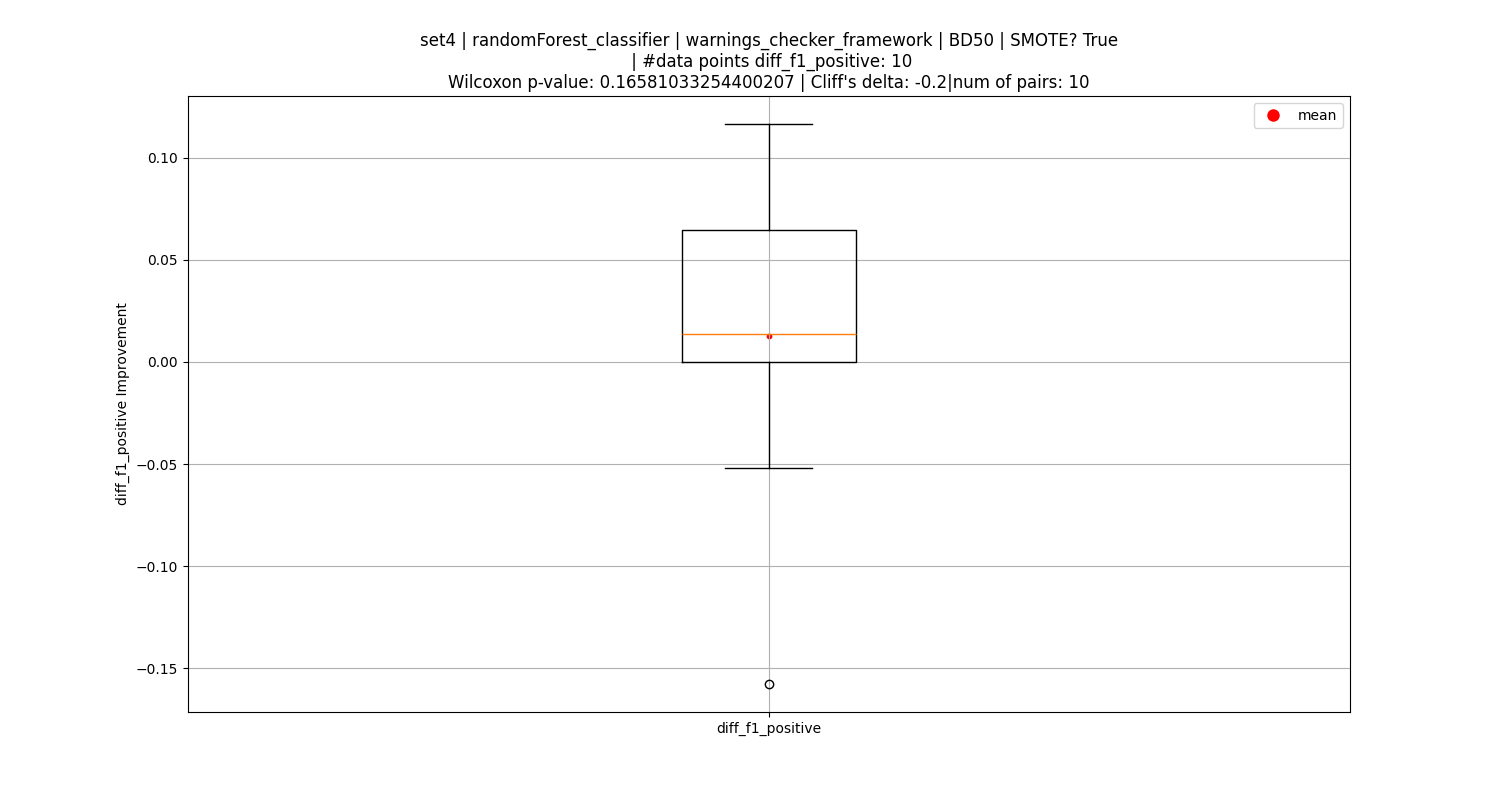 set4 | randomForest_classifier | warnings_checker_framework | BD50 | SMOTE? True
| #data points diff_f1_positive: 10
Wilcoxon p-value: 0.16581033254400207 | Cliff's delta: -0.2|num of pairs: 10
mean
0.10
0.05
0.00
−0.05
−0.10
−0.15
diff_f1_positive Improvement
diff_f1_positive